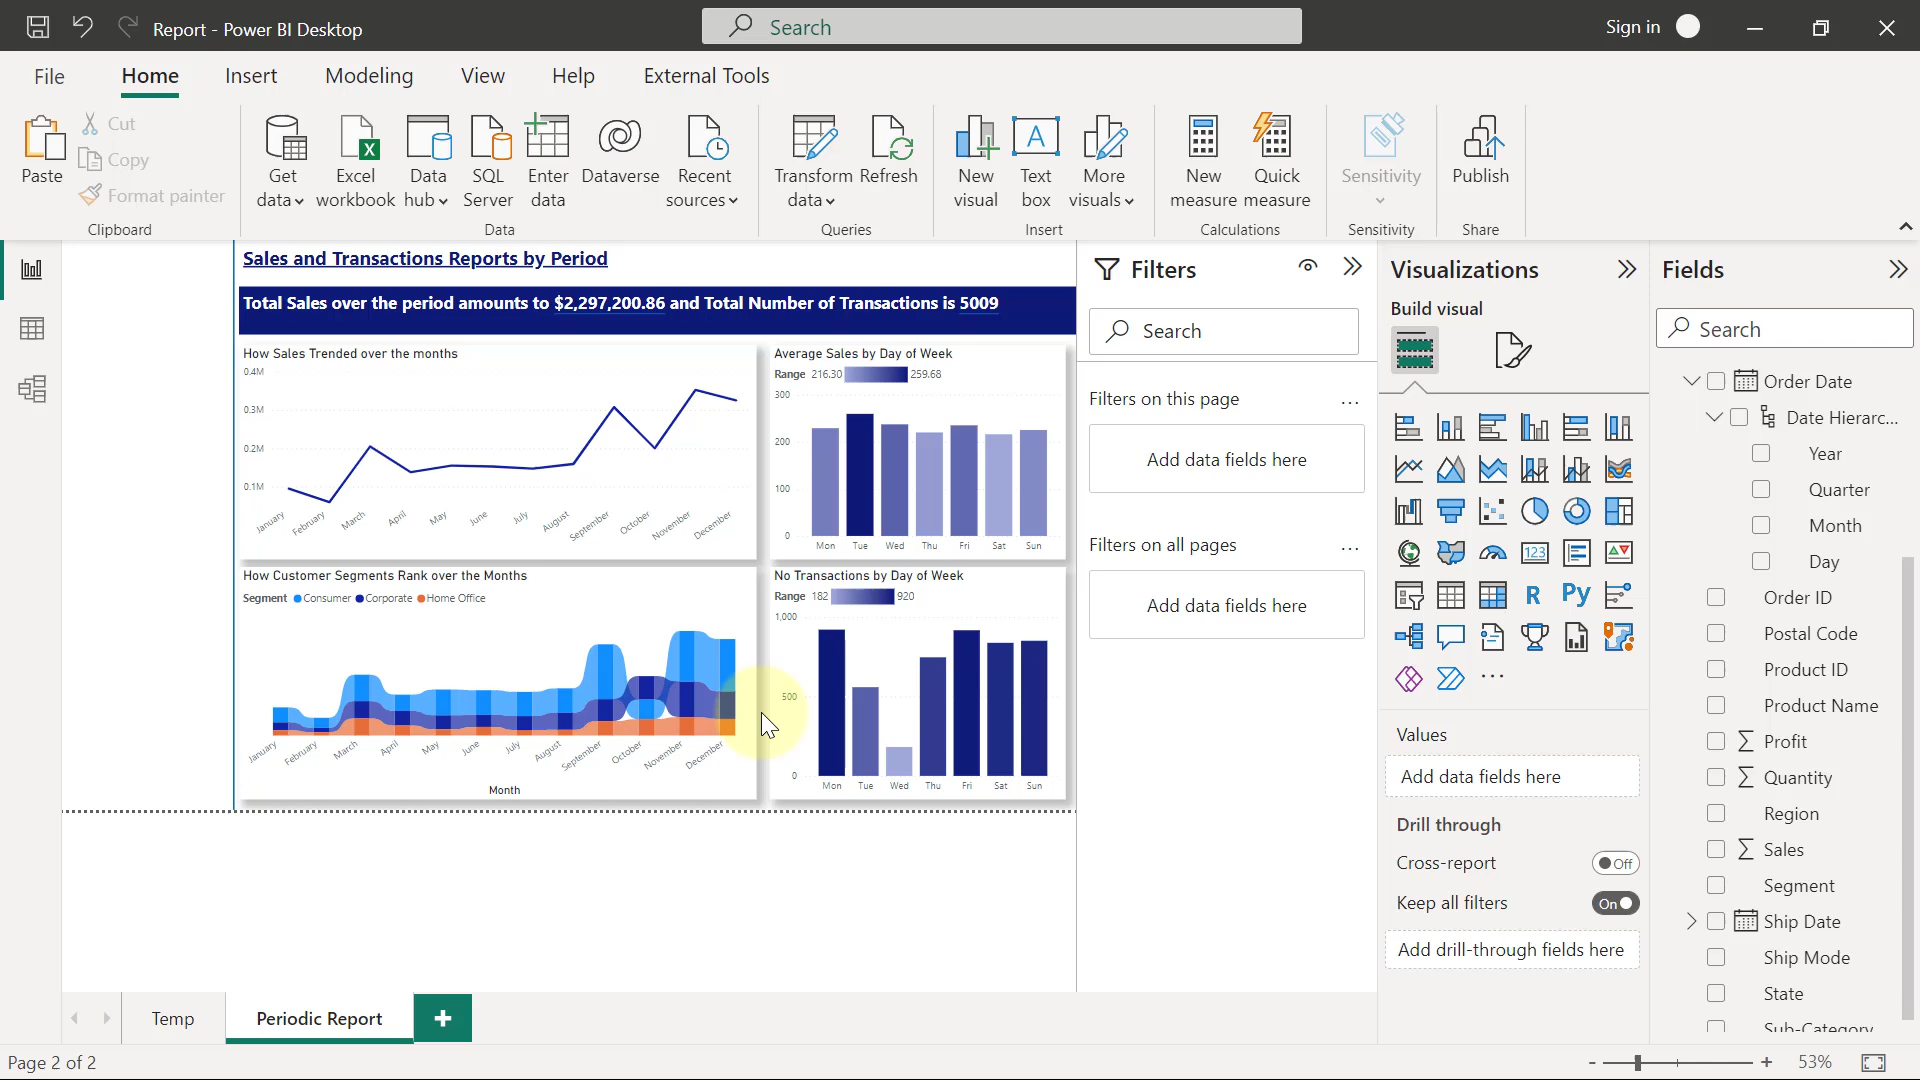 Report - Power BI Desktop
Search
Sign in
File
Home
Insert
Modeling
View
Help
External Tools
Paste
Cut
Copy
Format painter
Clipboard
Get data
Excel workbook
Data hub
SQL Server
Enter data
Dataverse
Recent sources
Data
Transform data
Refresh
Queries
New visual
A
Text box
More visuals
Insert
New measure
Quick measure
Calculations
Sensitivity
Sensitivity
Publish
Share
Sales and Transactions Reports by Period
Total Sales over the period amounts to $2,297,200.86 and Total Number of Transactions is 5009
How Sales Trended over the months
0.4M
0.3M
0.2M
0.1M
January February March April May June July August September October November December
Average Sales by Day of Week
Range 216.30 259.68
300
200
100
0
Mon Tue Wed Thu Fri Sat Sun
How Customer Segments Rank over the Months
Segment Consumer Corporate Home Office
January February March April May June July August September October November December
Month
No Transactions by Day of Week
Range 182 920
1,000
500
0
Mon Tue Wed Thu Fri Sat Sun
Filters
Search
Filters on this page
...
Add data fields here
Filters on all pages
...
Add data fields here
Visualizations
Build visual
123
R
Py
...
Values
Add data fields here
Drill through
Cross-report
Off
Keep all filters
On
Add drill-through fields here
Fields
Search
Order Date
Date Hierarc...
Year
Quarter
Month
Day
Order ID
Postal Code
Product ID
Product Name
Profit
Quantity
Region
Sales
Segment
Ship Date
Ship Mode
State
Sub-Category
Temp
Periodic Report
Page 2 of 2
- + 53%